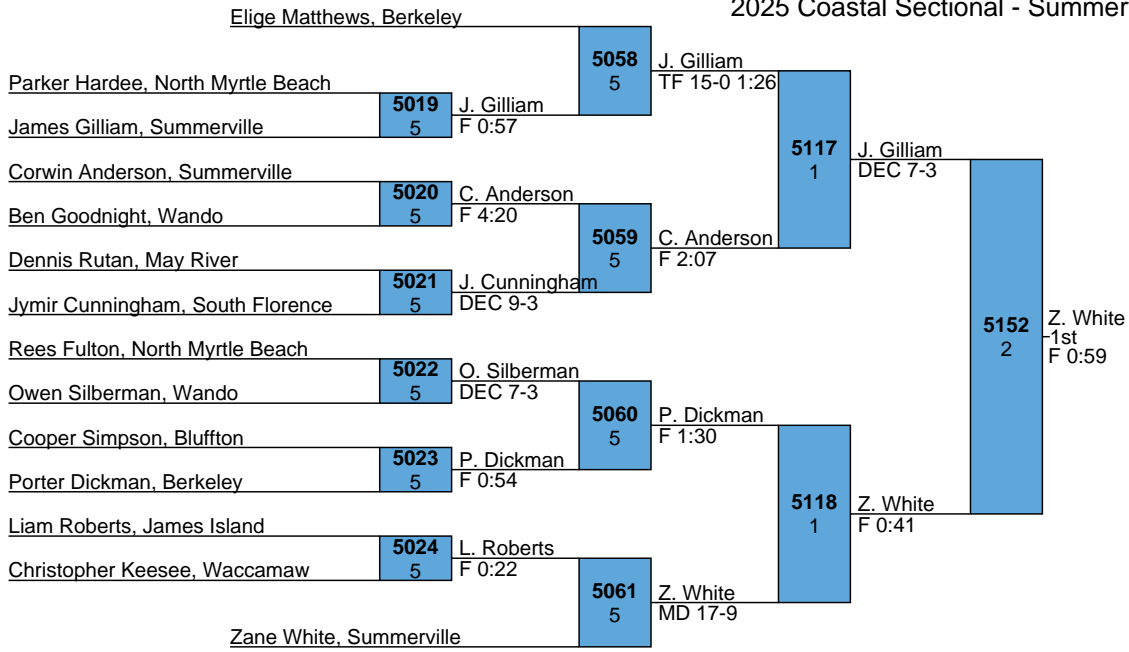 2025 Coastal Sectional - Summer
Elige Matthews, Berkeley
5058
5
J. Gilliam
TF 15-0 1:26
Parker Hardee, North Myrtle Beach
5019
5
J. Gilliam
F 0:57
James Gilliam, Summerville
5117
1
J. Gilliam
DEC 7-3
Corwin Anderson, Summerville
5020
5
C. Anderson
F 4:20
Ben Goodnight, Wando
5059
5
C. Anderson
F 2:07
Dennis Rutan, May River
5021
5
J. Cunningham
DEC 9-3
Jymir Cunningham, South Florence
5152
2
Z. White
1st
F 0:59
Rees Fulton, North Myrtle Beach
5022
5
O. Silberman
DEC 7-3
Owen Silberman, Wando
5060
5
P. Dickman
F 1:30
Cooper Simpson, Bluffton
5023
5
P. Dickman
F 0:54
Porter Dickman, Berkeley
5118
1
Z. White
F 0:41
Liam Roberts, James Island
5024
5
L. Roberts
F 0:22
Christopher Keesee, Waccamaw
5061
5
Z. White
MD 17-9
Zane White, Summerville